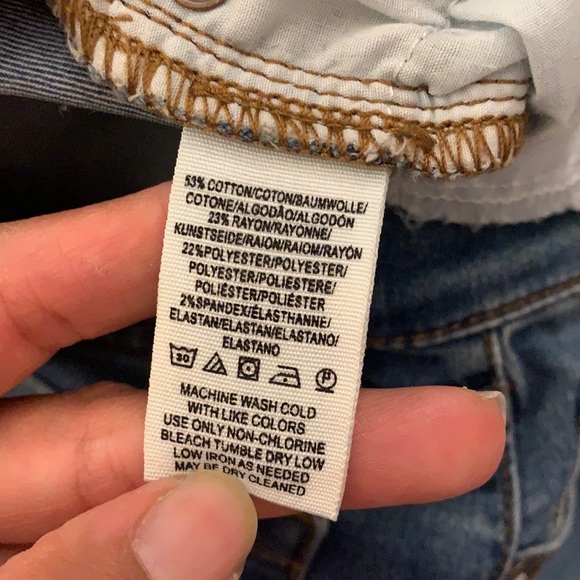 53% COTTON/COTON/BAUMWOLLE/
COTONE/ALGODÃO/ALGODÓN
23% RAYON/RAYONNE/
KUNSTSEIDE/RAION/RAIOM/RAYÓN
22%POLYESTER/POLYESTER/
POLYESTER/POLIESTERE/
POLIÉSTER/POLIÉSTER
2%SPANDEX/ÉLASTHANNE/
ELASTAN/ELASTAN/ELASTANO/
ELASTANO
30 P
MACHINE WASH COLD
WITH LIKE COLORS
USE ONLY NON-CHLORINE
BLEACH TUMBLE DRY LOW
LOW IRON AS NEEDED
MAY BE DRY CLEANED